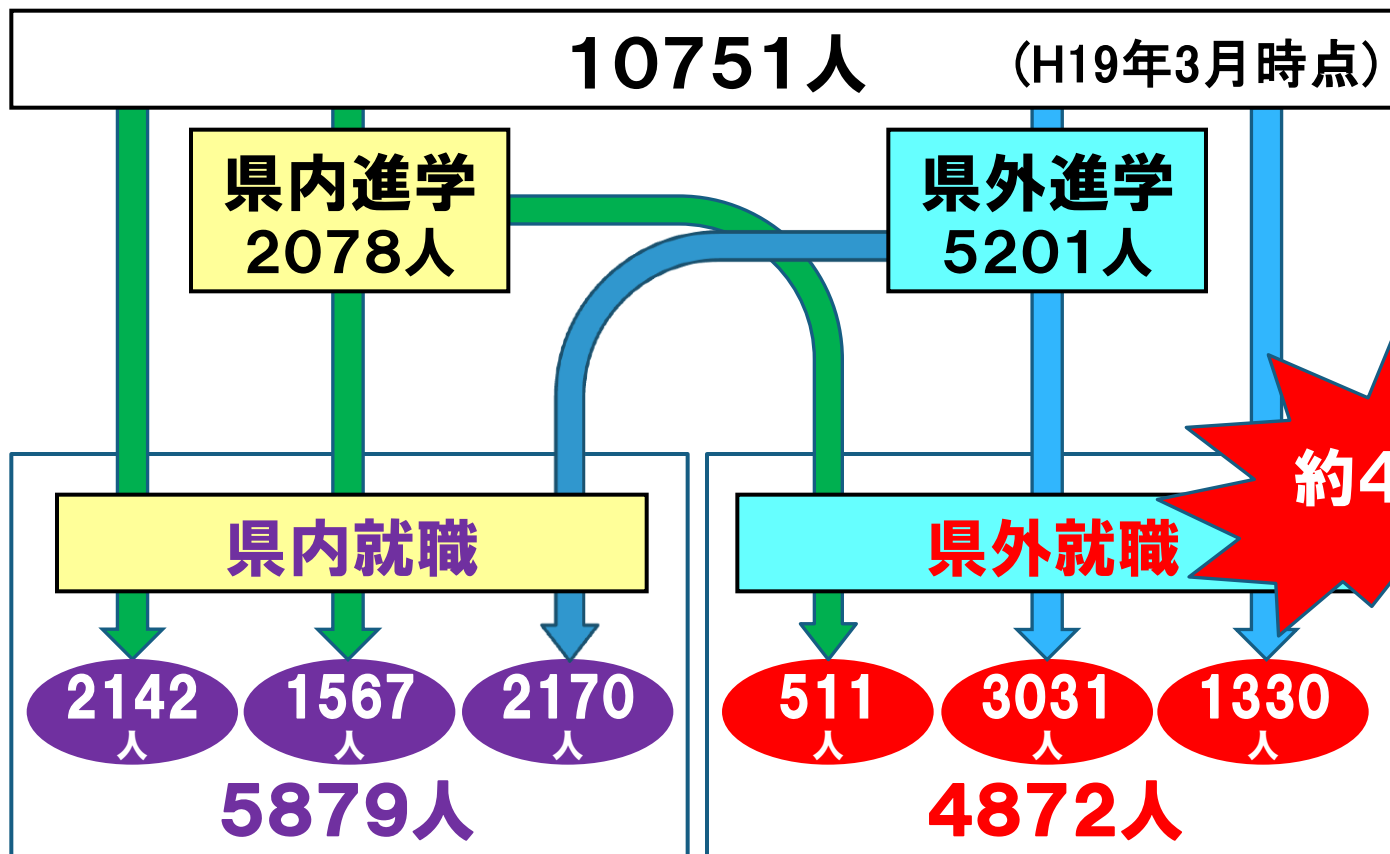 10751人 (H19年3月時点)
県内進学
2078人
県外進学
5201人
約4
県内就職
県外就職
2142
人
1567
人
2170
人
511
人
3031
人
1330
人
5879人
4872人